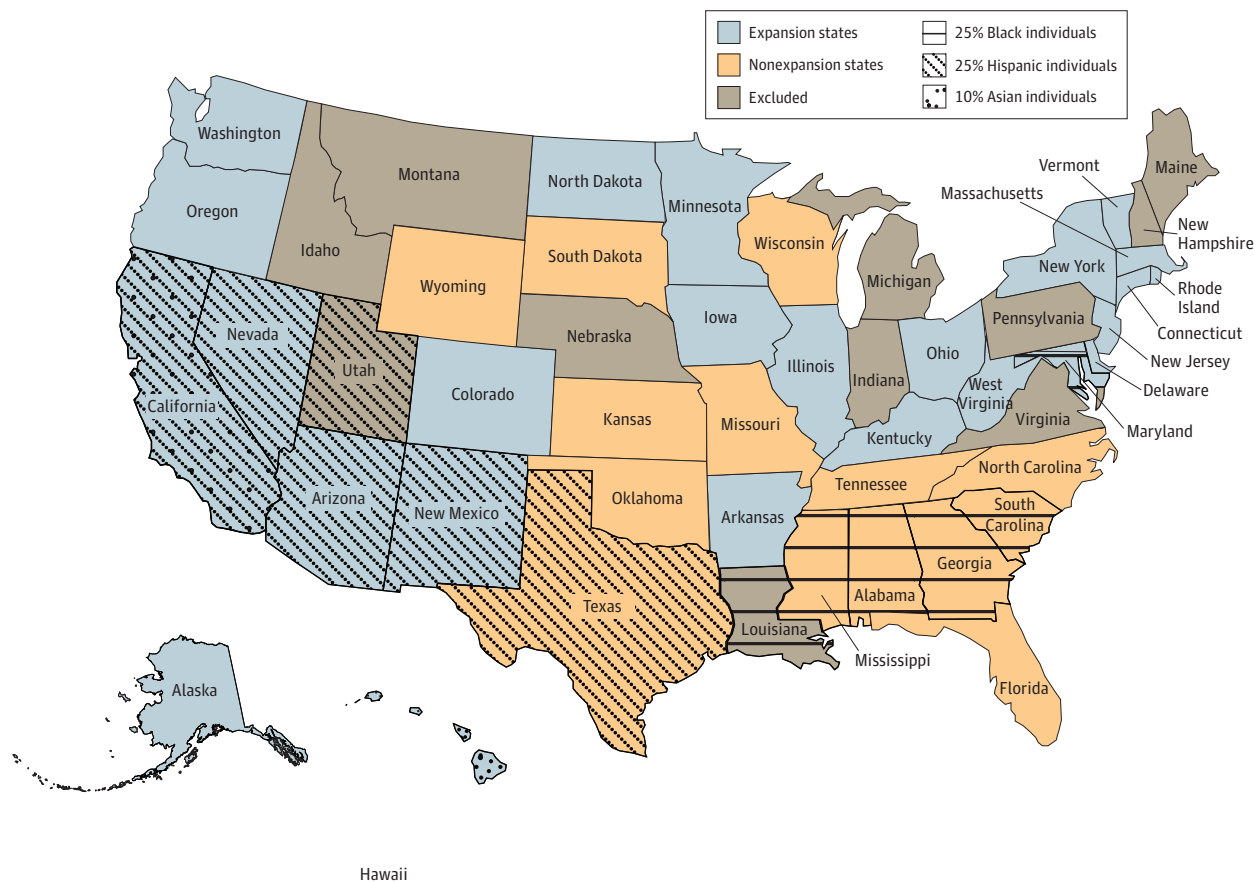 Expansion states
Nonexpansion states
Excluded
25% Black individuals
25% Hispanic individuals
10% Asian individuals
Washington
Oregon
Idaho
Montana
North Dakota
Minnesota
Wisconsin
South Dakota
Wyoming
Michigan
Vermont
Massachusetts
Maine
New
Hampshire
New York
Rhode
Island
Connecticut
Pennsylvania
New Jersey
Delaware
Maryland
Nevada
Utah
California
Colorado
Nebraska
Iowa
Illinois
Indiana
Ohio
West
Virginia
Virginia
Kentucky
Kansas
Missouri
Arizona
New Mexico
Oklahoma
Arkansas
Tennessee
North Carolina
South
Carolina
Georgia
Alabama
Mississippi
Texas
Louisiana
Florida
Alaska
Hawaii